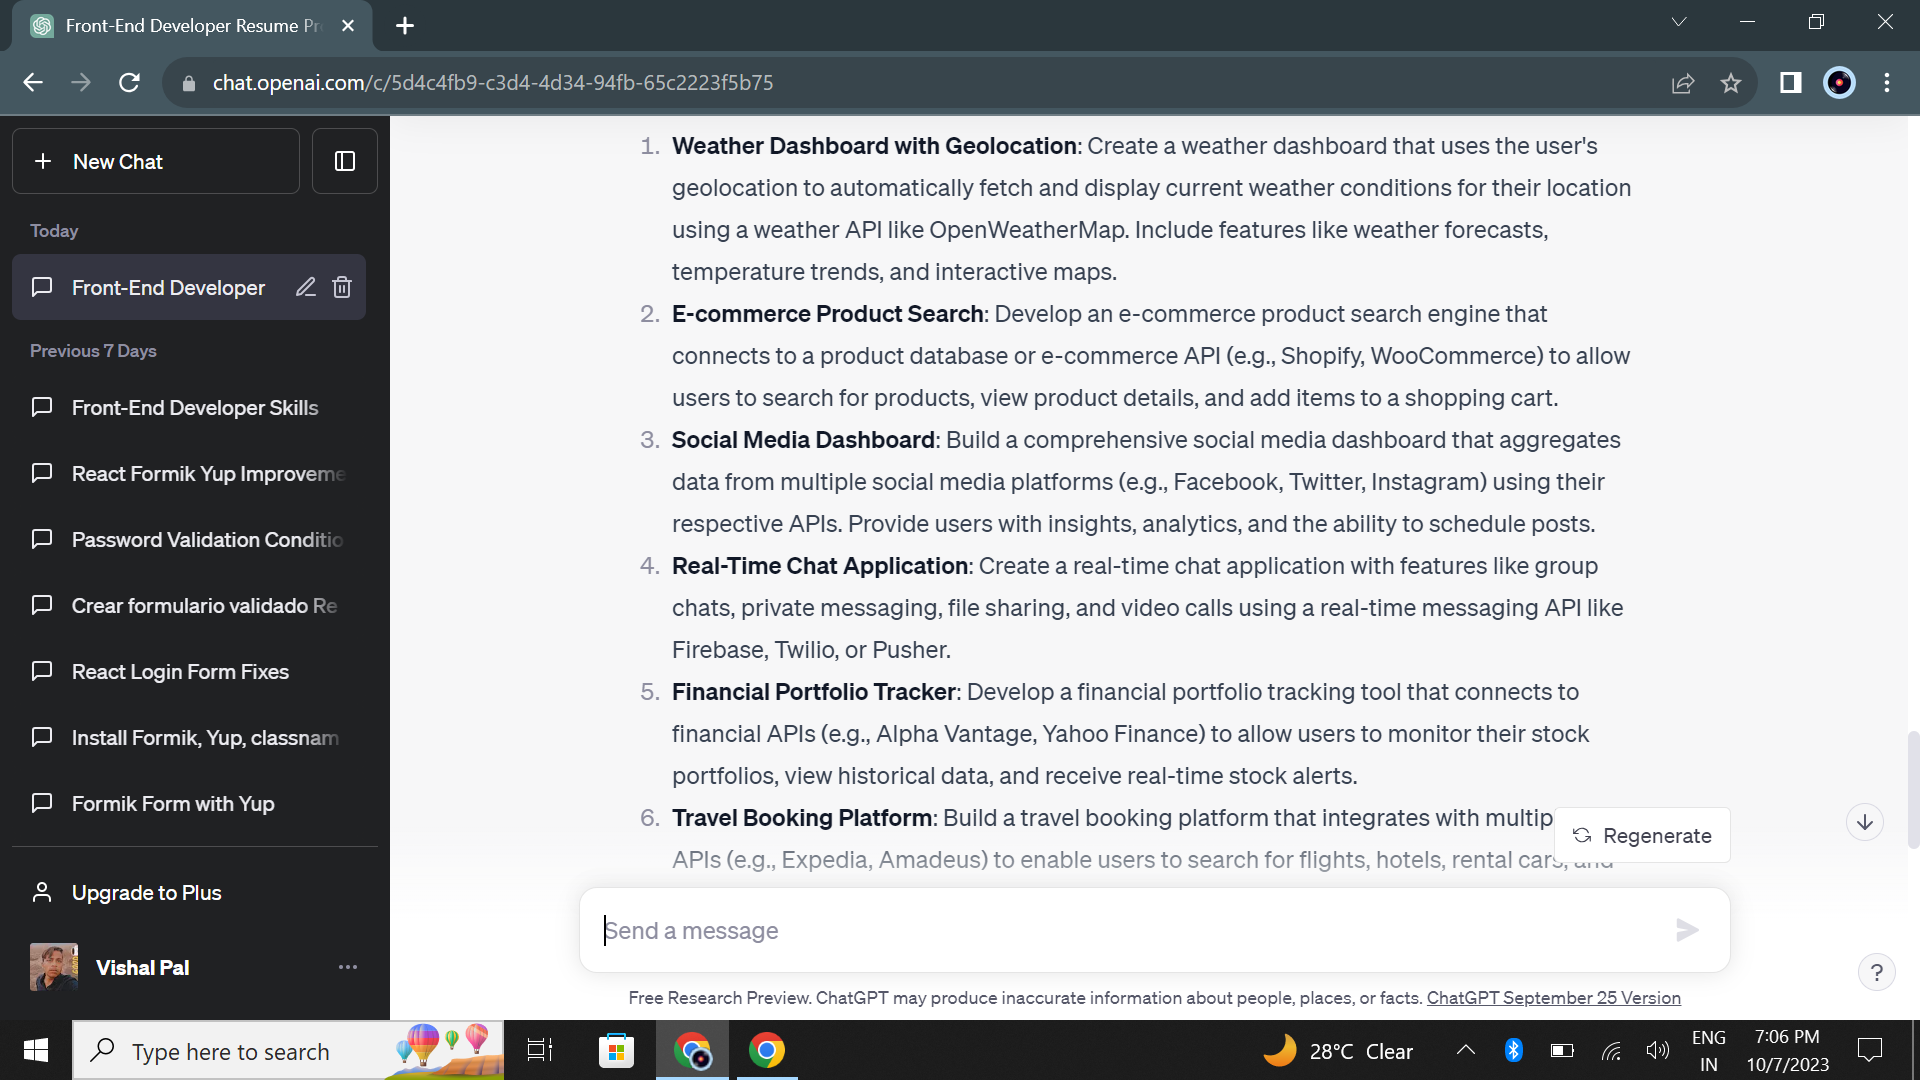 Front-End Developer Resume Pr
chat.openai.com/c/5d4c4fb9-c3d4-4d34-94fb-65c2223f5b75
New Chat
Today
Front-End Developer
Previous 7 Days
Front-End Developer Skills
React Formik Yup Improveme
Password Validation Conditio
Crear formulario validado Re
React Login Form Fixes
Install Formik, Yup, classnam
Formik Form with Yup
Upgrade to Plus
Vishal Pal
1. Weather Dashboard with Geolocation: Create a weather dashboard that uses the user's
geolocation to automatically fetch and display current weather conditions for their location
using a weather API like OpenWeatherMap. Include features like weather forecasts,
temperature trends, and interactive maps.
2. E-commerce Product Search: Develop an e-commerce product search engine that
connects to a product database or e-commerce API (e.g., Shopify, WooCommerce) to allow
users to search for products, view product details, and add items to a shopping cart.
3. Social Media Dashboard: Build a comprehensive social media dashboard that aggregates
data from multiple social media platforms (e.g., Facebook, Twitter, Instagram) using their
respective APIs. Provide users with insights, analytics, and the ability to schedule posts.
4. Real-Time Chat Application: Create a real-time chat application with features like group
chats, private messaging, file sharing, and video calls using a real-time messaging API like
Firebase, Twilio, or Pusher.
5. Financial Portfolio Tracker: Develop a financial portfolio tracking tool that connects to
financial APIs (e.g., Alpha Vantage, Yahoo Finance) to allow users to monitor their stock
portfolios, view historical data, and receive real-time stock alerts.
6. Travel Booking Platform: Build a travel booking platform that integrates with multip
APIs (e.g., Expedia, Amadeus) to enable users to search for flights, hotels, rental cars, and
Regenerate
Send a message
?
Free Research Preview. ChatGPT may produce inaccurate information about people, places, or facts. ChatGPT September 25 Version
Type here to search
28°C Clear
ENG
IN
7:06 PM
10/7/2023